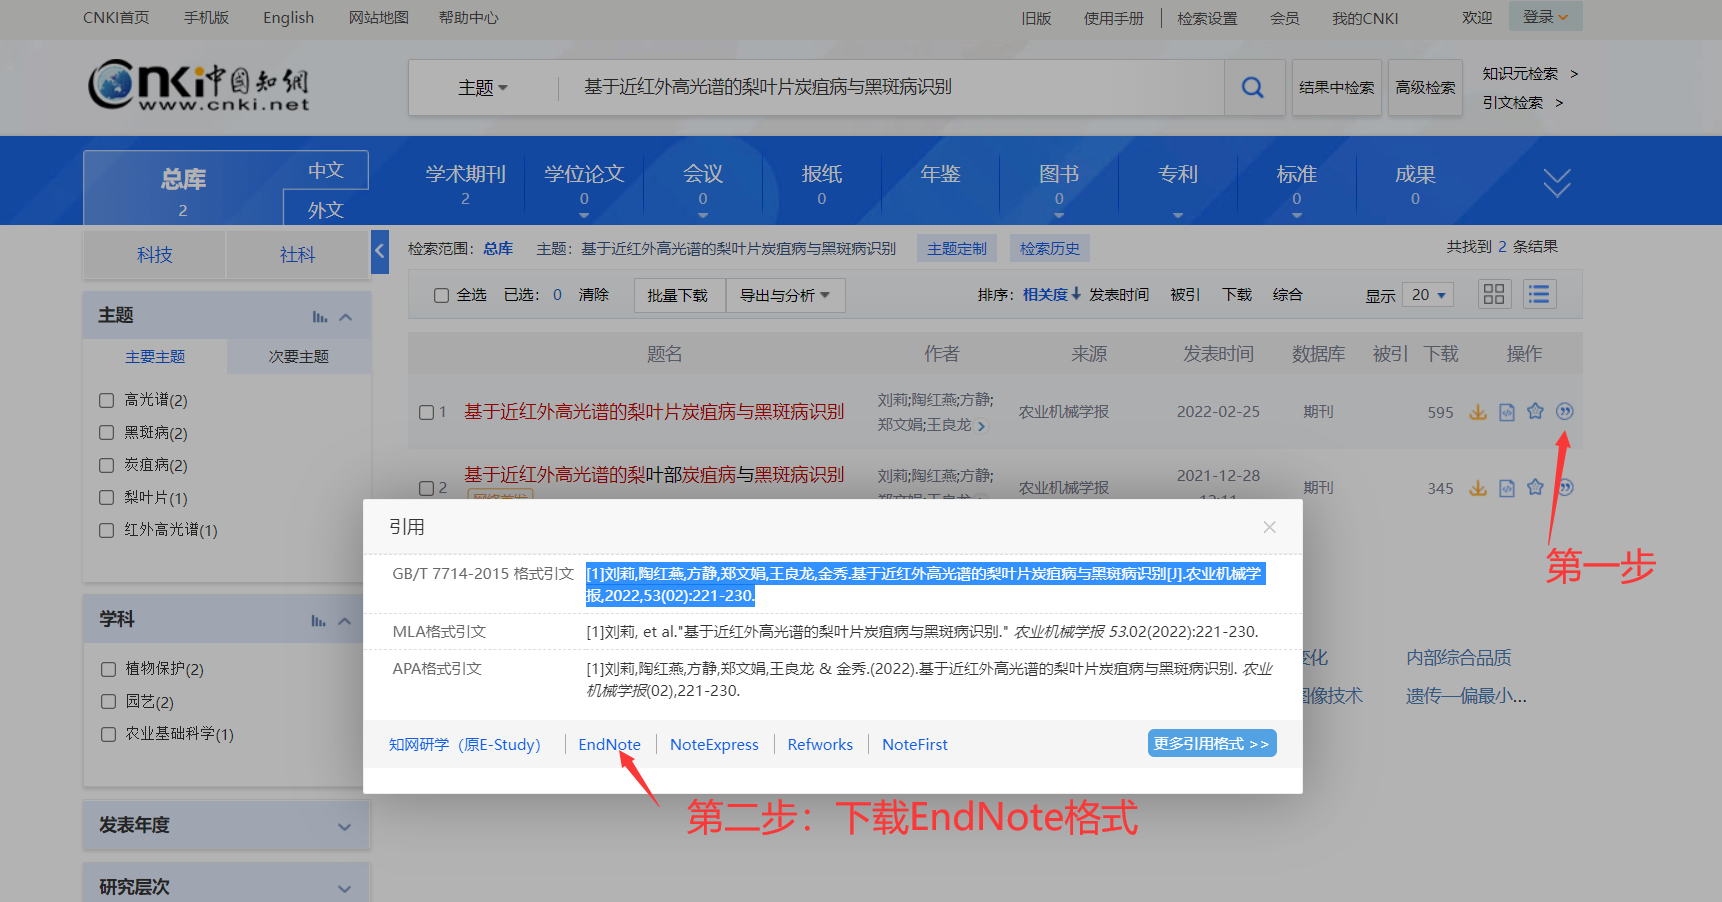 CNKI首页 手机版 English 网站地图 帮助中心 旧版 使用手册 检索设置 会员 我的CNKI 欢迎 登录
Cnki中国知網
www.cnki.net
主题 基于近红外高光谱的梨叶片炭疽病与黑斑病识别 结果中检索 高级检索
知识元检索 >
引文检索 >
总库 2
中文
外文
学术期刊 学位论文 会议 报纸 年鉴 图书 专利 标准 成果
2 0 0 0 0 0 0
科技 社科
检索范围：总库 主题：基于近红外高光谱的梨叶片炭疽病与黑斑病识别 主题定制 检索历史 共找到 2 条结果
全选 已选：0 清除 批量下载 导出与分析 排序：相关度 发表时间 被引 下载 综合 显示 20
主题
主要主题 次要主题
高光谱(2)
黑斑病(2)
炭疽病(2)
梨叶片(1)
红外高光谱(1)
学科
植物保护(2)
园艺(2)
农业基础科学(1)
发表年度
研究层次
题名 作者 来源 发表时间 数据库 被引 下载 操作
1 基于近红外高光谱的梨叶片炭疽病与黑斑病识别 刘莉;陶红燕;方静; 郑文娟;王良龙 农业机械学报 2022-02-25 期刊 595
2 基于近红外高光谱的梨叶部炭疽病与黑斑病识别 刘莉;陶红燕;方静; 农业机械学报 2021-12-28 期刊 345
第一步
引用 ×
GB/T 7714-2015 格式引文 [1]刘莉,陶红燕,方静,郑文娟,王良龙,金秀.基于近红外高光谱的梨叶片炭疽病与黑斑病识别[J].农业机械学
报,2022,53(02):221-230.
MLA格式引文 [1]刘莉, et al."基于近红外高光谱的梨叶片炭疽病与黑斑病识别." 农业机械学报 53.02(2022):221-230.
APA格式引文 [1]刘莉,陶红燕,方静,郑文娟,王良龙 & 金秀.(2022).基于近红外高光谱的梨叶片炭疽病与黑斑病识别. 农业
机械学报(02),221-230.
知网研学（原E-Study） EndNote NoteExpress Refworks NoteFirst 更多引用格式 >>
变化 内部综合品质
图像技术 遗传—偏最小...
第二步：下载EndNote格式